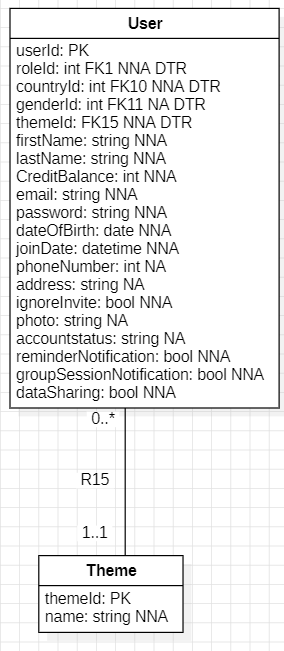 User
userId: PK
roleId: int FK1 NNA DTR
countryId: int FK10 NNA DTR
genderId: int FK11 NA DTR
themeId: FK15 NNA DTR
firstName: string NNA
lastName: string NNA
CreditBalance: int NNA
email: string NNA
password: string NNA
dateOfBirth: date NNA
joinDate: datetime NNA
phoneNumber: int NA
address: string NA
ignoreInvite: bool NNA
photo: string NA
accountstatus: string NA
reminderNotification: bool NNA
groupSessionNotification: bool NNA
dataSharing: bool NNA
0..*
R15
1..1
Theme
themeId: PK
name: string NNA